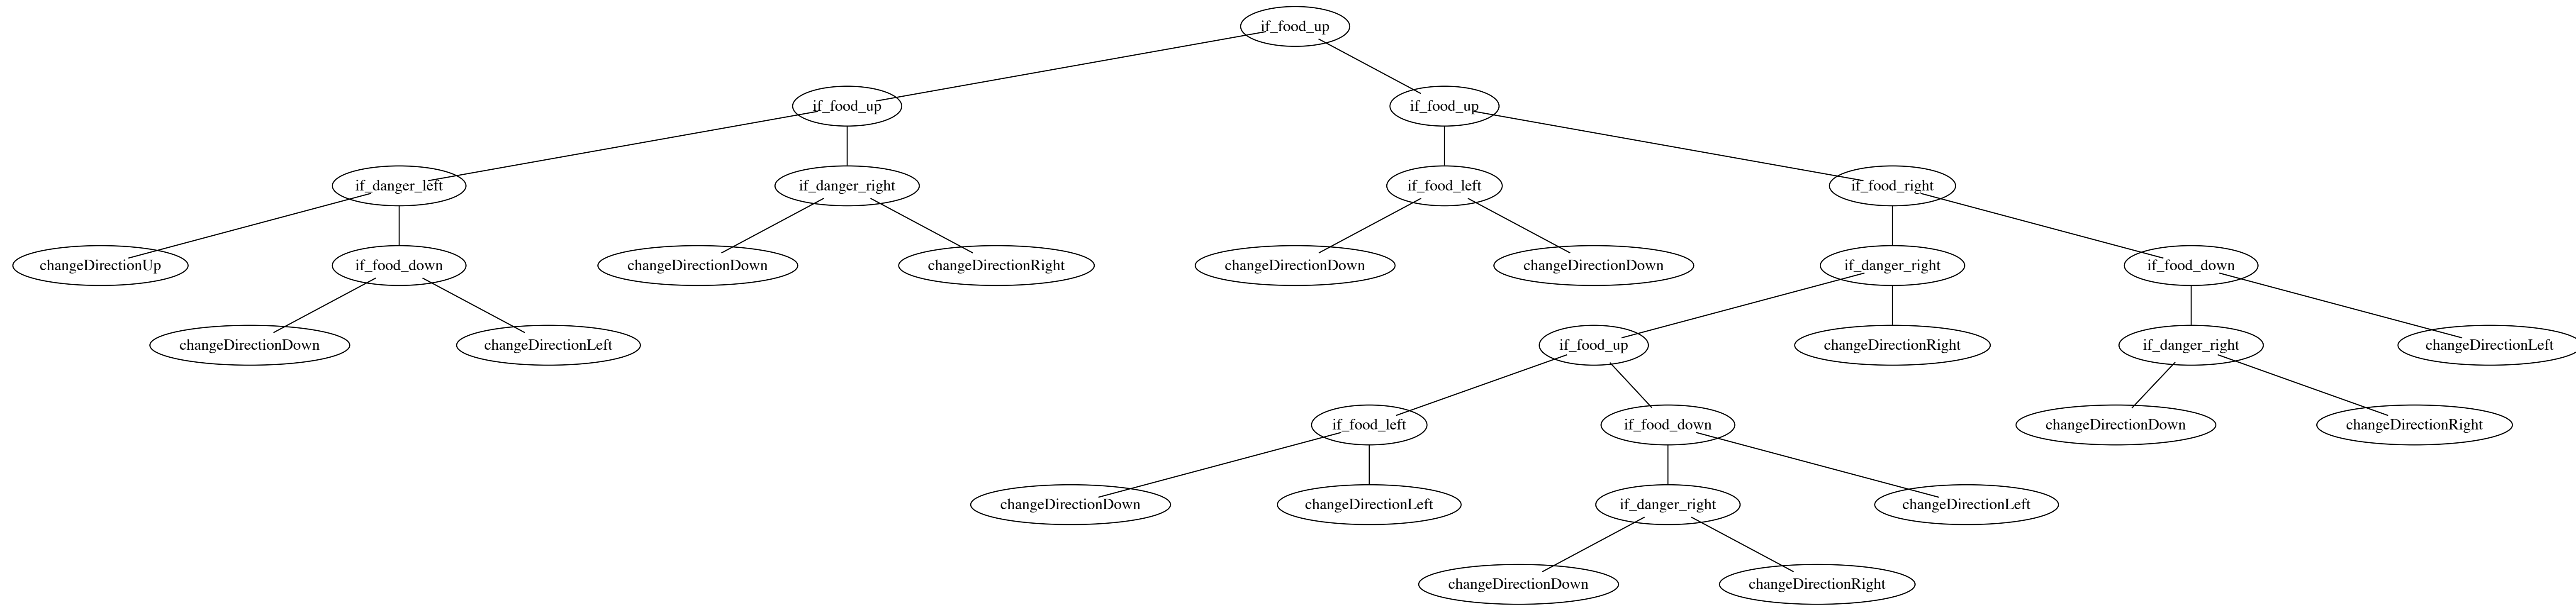 if_food_up
if_food_up
if_food_up
if_danger_left
if_danger_right
if_food_left
if_food_right
changeDirectionUp
if_food_down
changeDirectionDown
changeDirectionRight
changeDirectionDown
changeDirectionDown
if_danger_right
if_food_down
changeDirectionDown
changeDirectionLeft
if_food_up
changeDirectionRight
if_danger_right
changeDirectionLeft
if_food_left
if_food_down
changeDirectionDown
changeDirectionRight
changeDirectionDown
changeDirectionLeft
if_danger_right
changeDirectionLeft
changeDirectionDown
changeDirectionRight